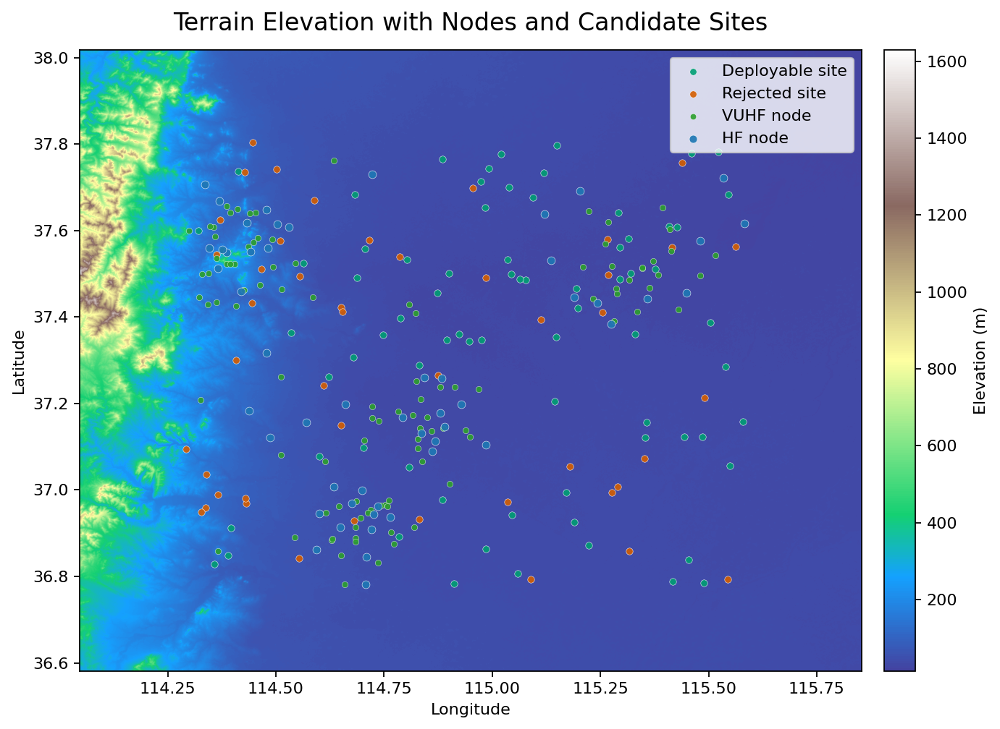 Terrain Elevation with Nodes and Candidate Sites
Deployable site
Rejected site
VUHF node
HF node
38.0
37.8
37.6
37.4
37.2
37.0
36.8
36.6
Latitude
114.25 114.50 114.75 115.00 115.25 115.50 115.75
Longitude
1600
1400
1200
1000
800
600
400
200
Elevation (m)